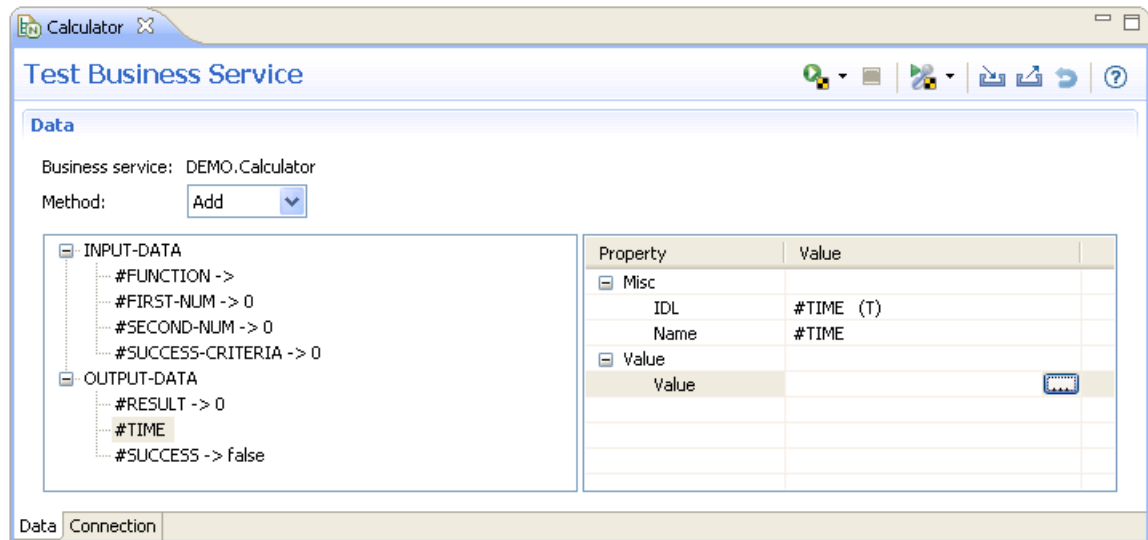 Calculator
Test Business Service
Data
Business service: DEMO.Calculator
Method: Add
INPUT-DATA
#FUNCTION ->
#FIRST-NUM -> 0
#SECOND-NUM -> 0
#SUCCESS-CRITERIA -> 0
OUTPUT-DATA
#RESULT -> 0
#TIME
#SUCCESS -> false
Property Value
Misc
IDL #TIME (T)
Name #TIME
Value
Value ...
Data Connection